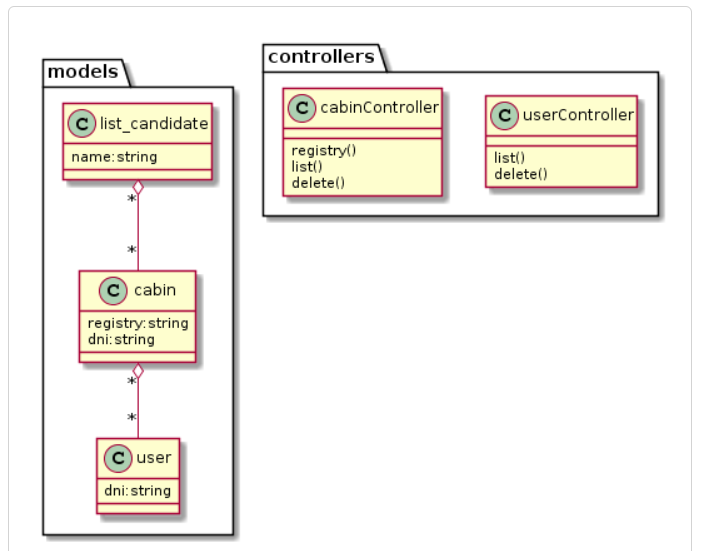 models
C list_candidate
name:string
*
*
C cabin
registry:string
dni:string
*
*
C user
dni:string
controllers
C cabinController
registry()
list()
delete()
C userController
list()
delete()